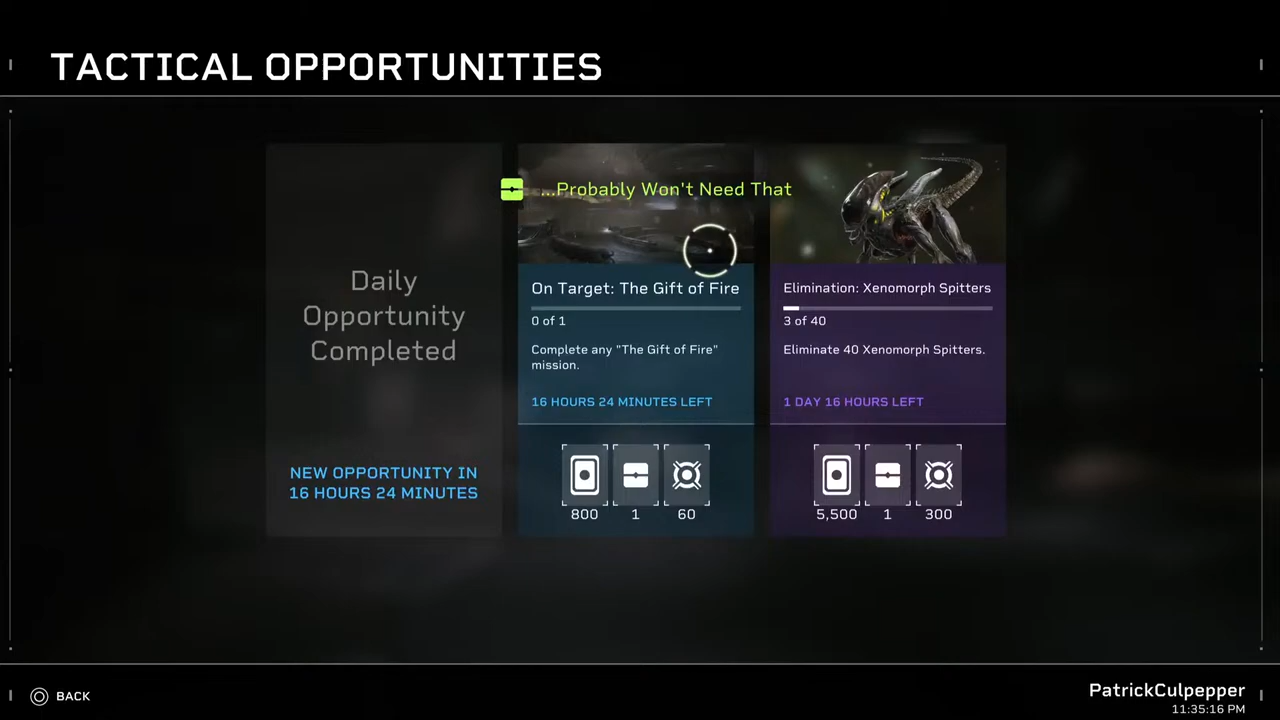 TACTICAL OPPORTUNITIES
...Probably Won't Need That
Daily
Opportunity
Completed
NEW OPPORTUNITY IN
16 HOURS 24 MINUTES
On Target: The Gift of Fire
0 of 1
Complete any "The Gift of Fire"
mission.
16 HOURS 24 MINUTES LEFT
800
1
60
Elimination: Xenomorph Spitters
3 of 40
Eliminate 40 Xenomorph Spitters.
1 DAY 16 HOURS LEFT
5,500
1
300
BACK
PatrickCulpepper
11:35:16 PM